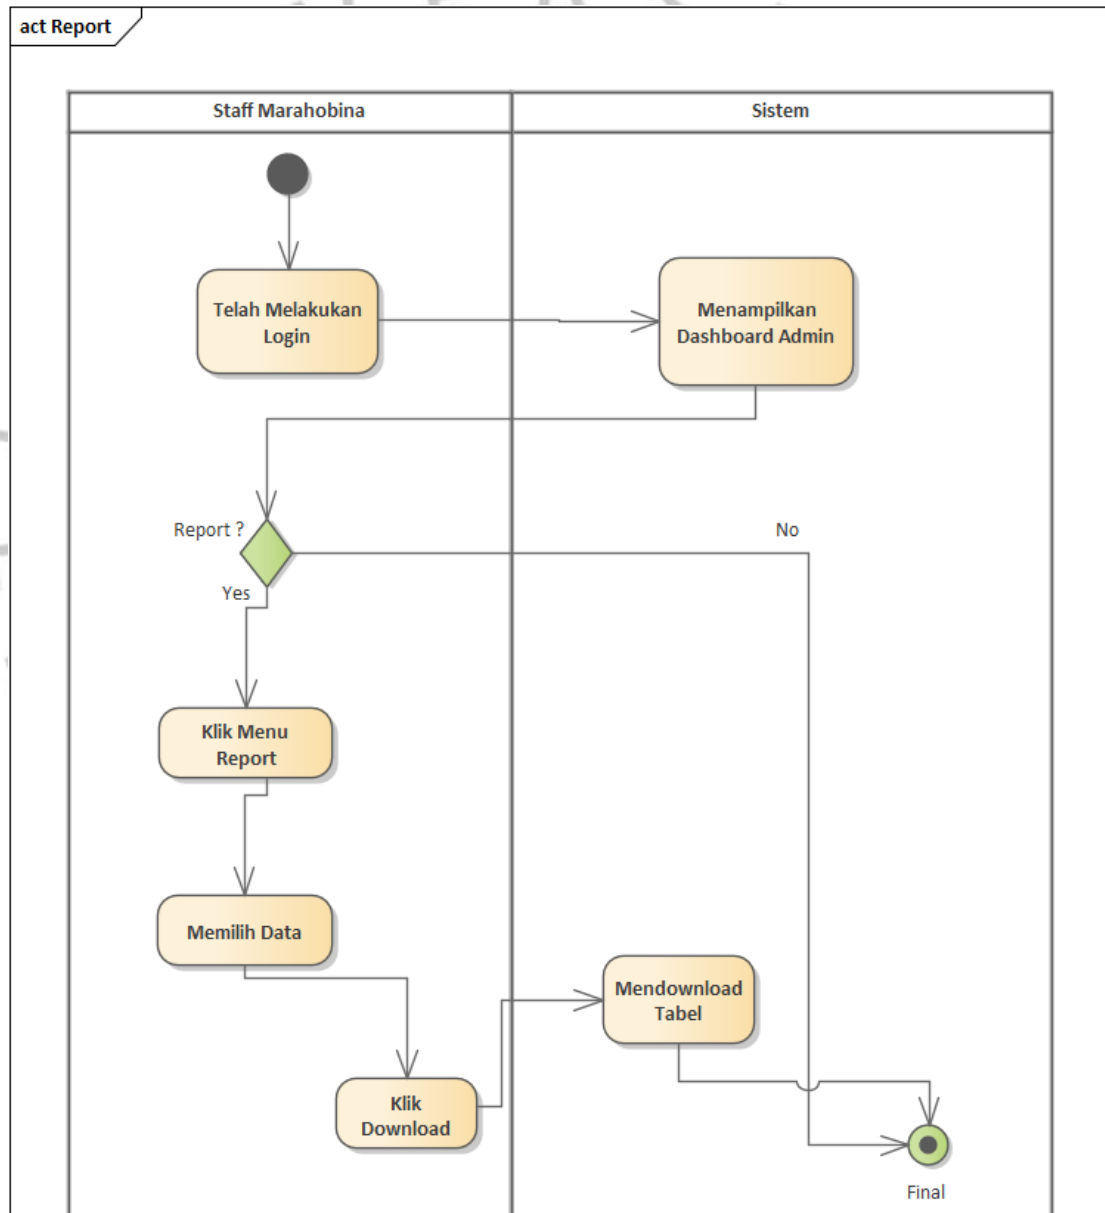 act Report
Staff Marahobina
Sistem
Telah Melakukan
Login
Menampilkan
Dashboard Admin
Report ?
No
Yes
Klik Menu
Report
Memilih Data
Mendownload
Tabel
Klik
Download
Final